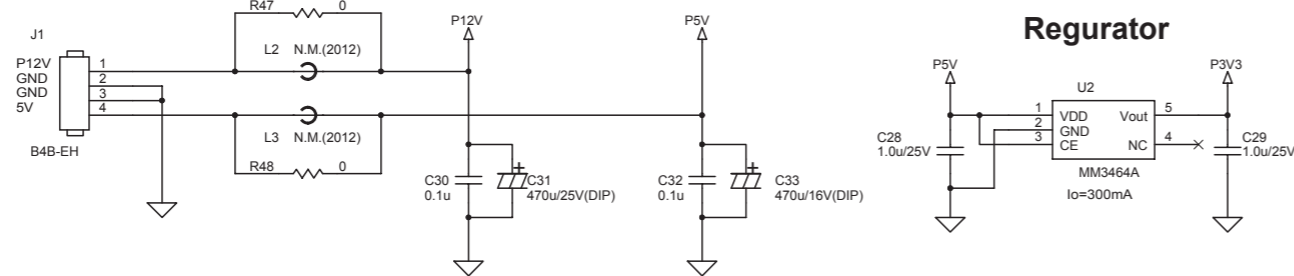 R47 0
J1
P12V
GND
GND
5V
1
2
3
4
B4B-EH
L2 N.M.(2012)
L3 N.M.(2012)
R48 0
P12V
C30
0.1u
C31
470u/25V(DIP)
P5V
C32
0.1u
C33
470u/16V(DIP)
Regurator
P5V
C28
1.0u/25V
U2
1 VDD
2 GND
3 CE
Vout 5
NC 4
MM3464A
Io=300mA
P3V3
C29
1.0u/25V